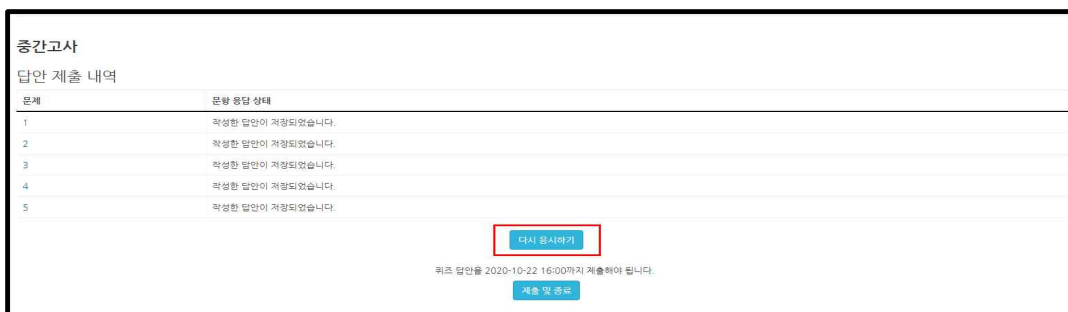 중간고사
답안 제출 내역
문제 문항 응답 상태
1 작성한 답안이 저장되었습니다.
2 작성한 답안이 저장되었습니다.
3 작성한 답안이 저장되었습니다.
4 작성한 답안이 저장되었습니다.
5 작성한 답안이 저장되었습니다.
다시 응시하기
퀴즈 답안을 2020-10-22 16:00까지 제출해야 됩니다.
제출 및 종료